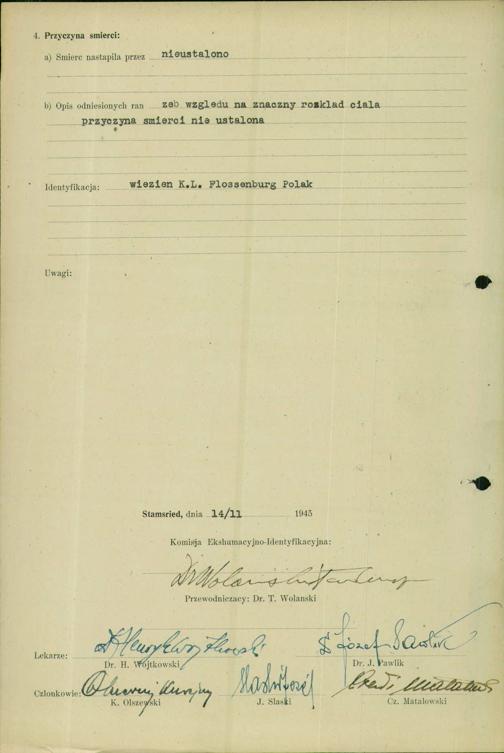 4. Przyczyna smierci:
a) Smierc nastapila przez nieustalono
b) Opis odniesionych ran zeb wzgledu na znaczny rozklad ciala
przyczyna smierci nie ustalona
Identyfikacja: wiezien K.L. Flossenburg Polak
Uwagi:
Stamsried, dnia 14/11 1945
Komisja Ekshumacyjno-Identyfikacyjna:
Przewodniczacy: Dr. T. Wolanski
Lekarze:
Dr. H. Wojtkowski Dr. J. Pawlik
Członkowie:
K. Olszewski J. Slaski Cz. Matalowski